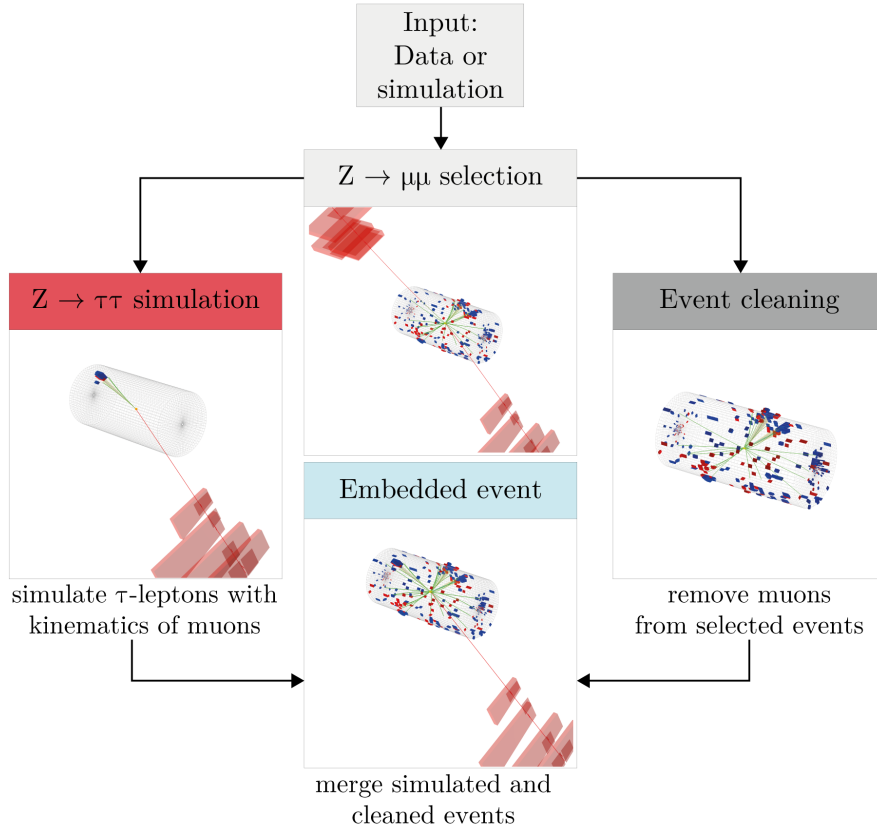 Input:
Data or
simulation
Z → μμ selection
Z → ττ simulation
Event cleaning
Embedded event
simulate τ-leptons with
kinematics of muons
remove muons
from selected events
merge simulated and
cleaned events